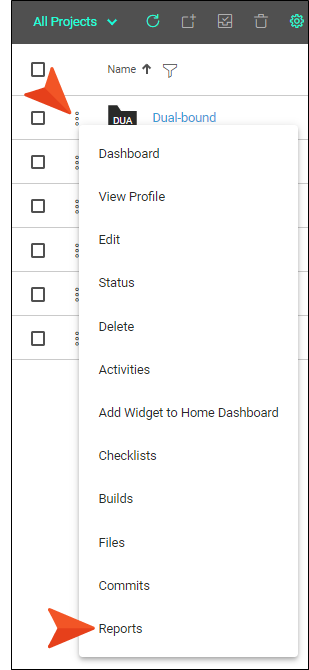 All Projects
Name
DUA Dual-bound
Dashboard
View Profile
Edit
Status
Delete
Activities
Add Widget to Home Dashboard
Checklists
Builds
Files
Commits
Reports